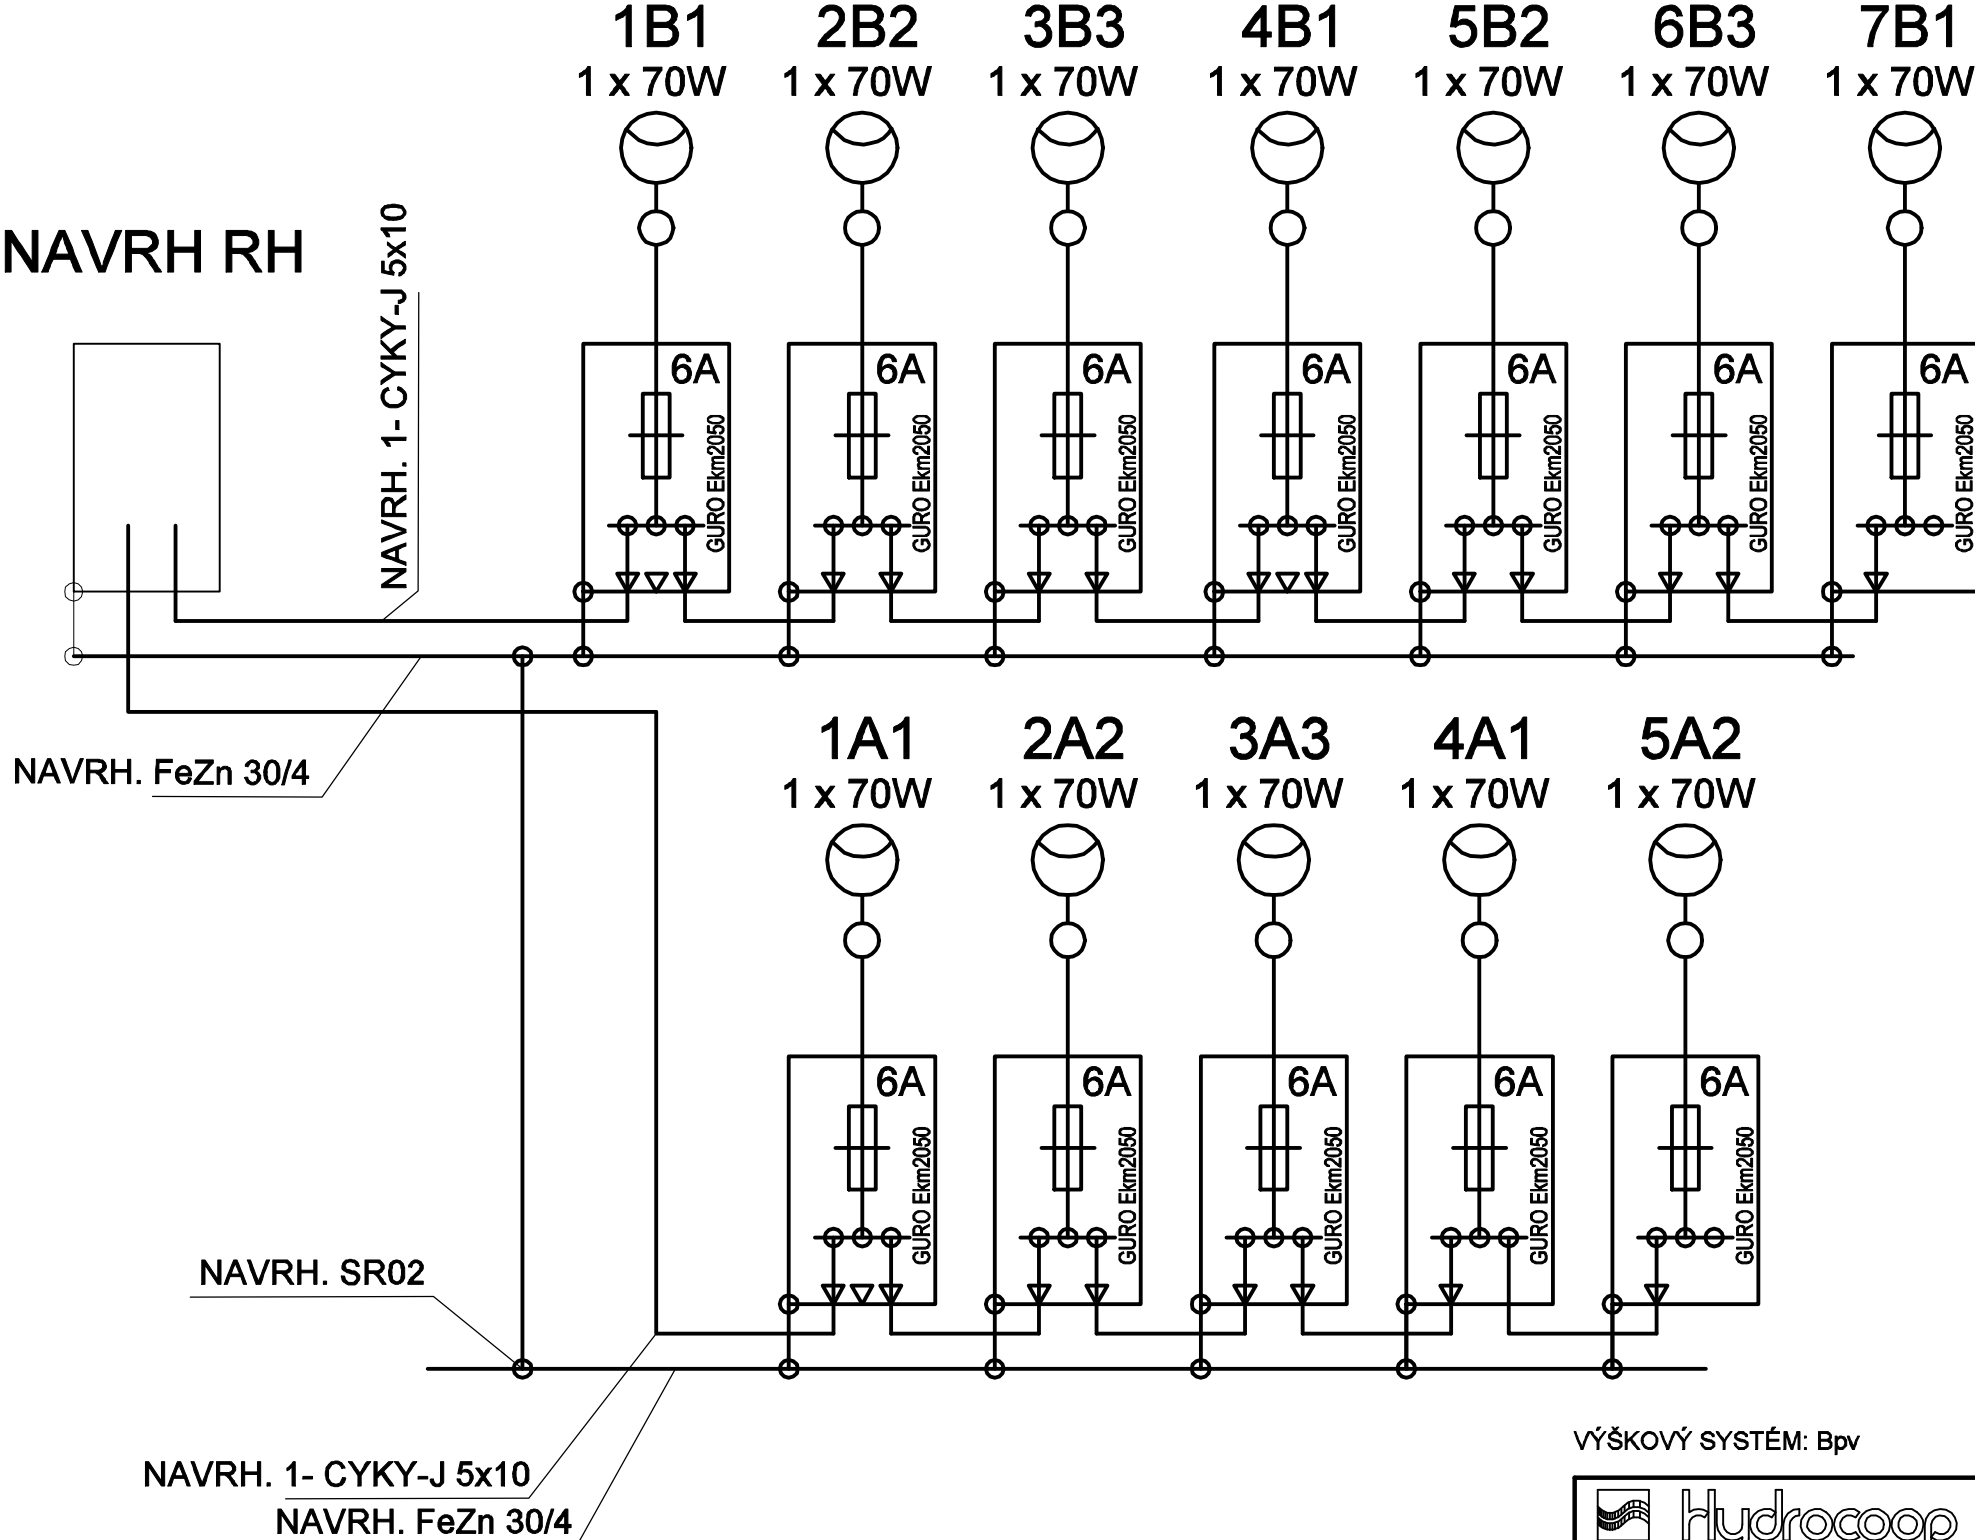 1B1 2B2 3B3 4B1 5B2 6B3 7B1
1 x 70W 1 x 70W 1 x 70W 1 x 70W 1 x 70W 1 x 70W 1 x 70W
NAVRH RH
NAVRH. 1- CYKY-J 5x10
6A 6A 6A 6A 6A 6A 6A
GURO Ekm2050 GURO Ekm2050 GURO Ekm2050 GURO Ekm2050 GURO Ekm2050 GURO Ekm2050 GURO Ekm2050
NAVRH. FeZn 30/4
1A1 2A2 3A3 4A1 5A2
1 x 70W 1 x 70W 1 x 70W 1 x 70W 1 x 70W
6A 6A 6A 6A 6A
GURO Ekm2050 GURO Ekm2050 GURO Ekm2050 GURO Ekm2050 GURO Ekm2050
NAVRH. SR02
NAVRH. 1- CYKY-J 5x10
NAVRH. FeZn 30/4
VÝŠKOVÝ SYSTÉM: Bpv
Hydrocoop